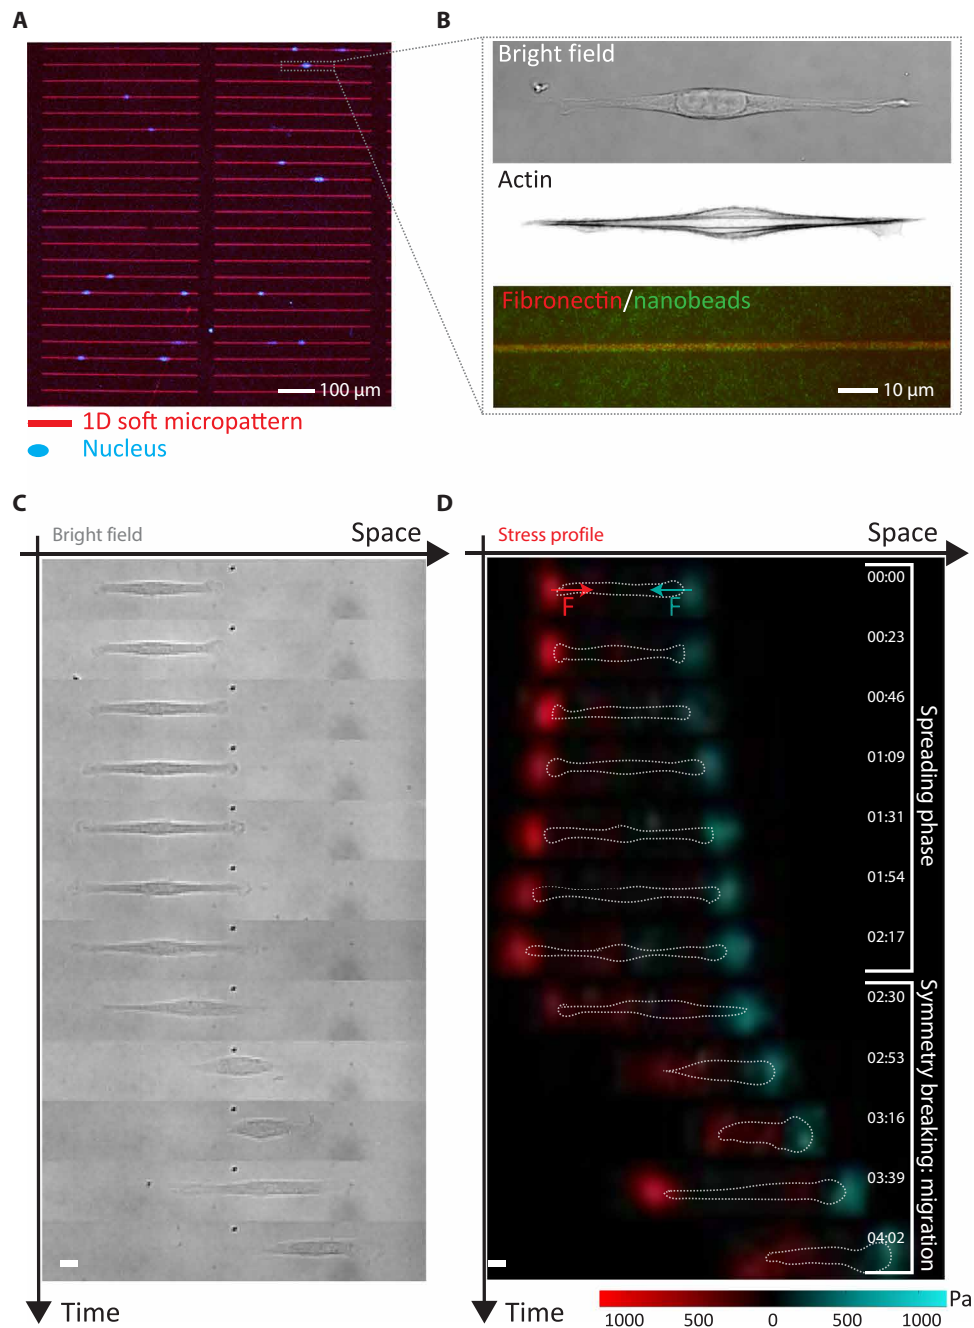 A
100 µm
1D soft micropattern
Nucleus
B
Bright field
Actin
Fibronectin/nanobeads
10 µm
C
Bright field
Space
Time
D
Stress profile
Space
F
F
00:00
00:23
00:46
01:09
01:31
01:54
02:17
02:30
02:53
03:16
03:39
04:02
Spreading phase
Symmetry breaking: migration
Time
Pa
1000 500 0 500 1000